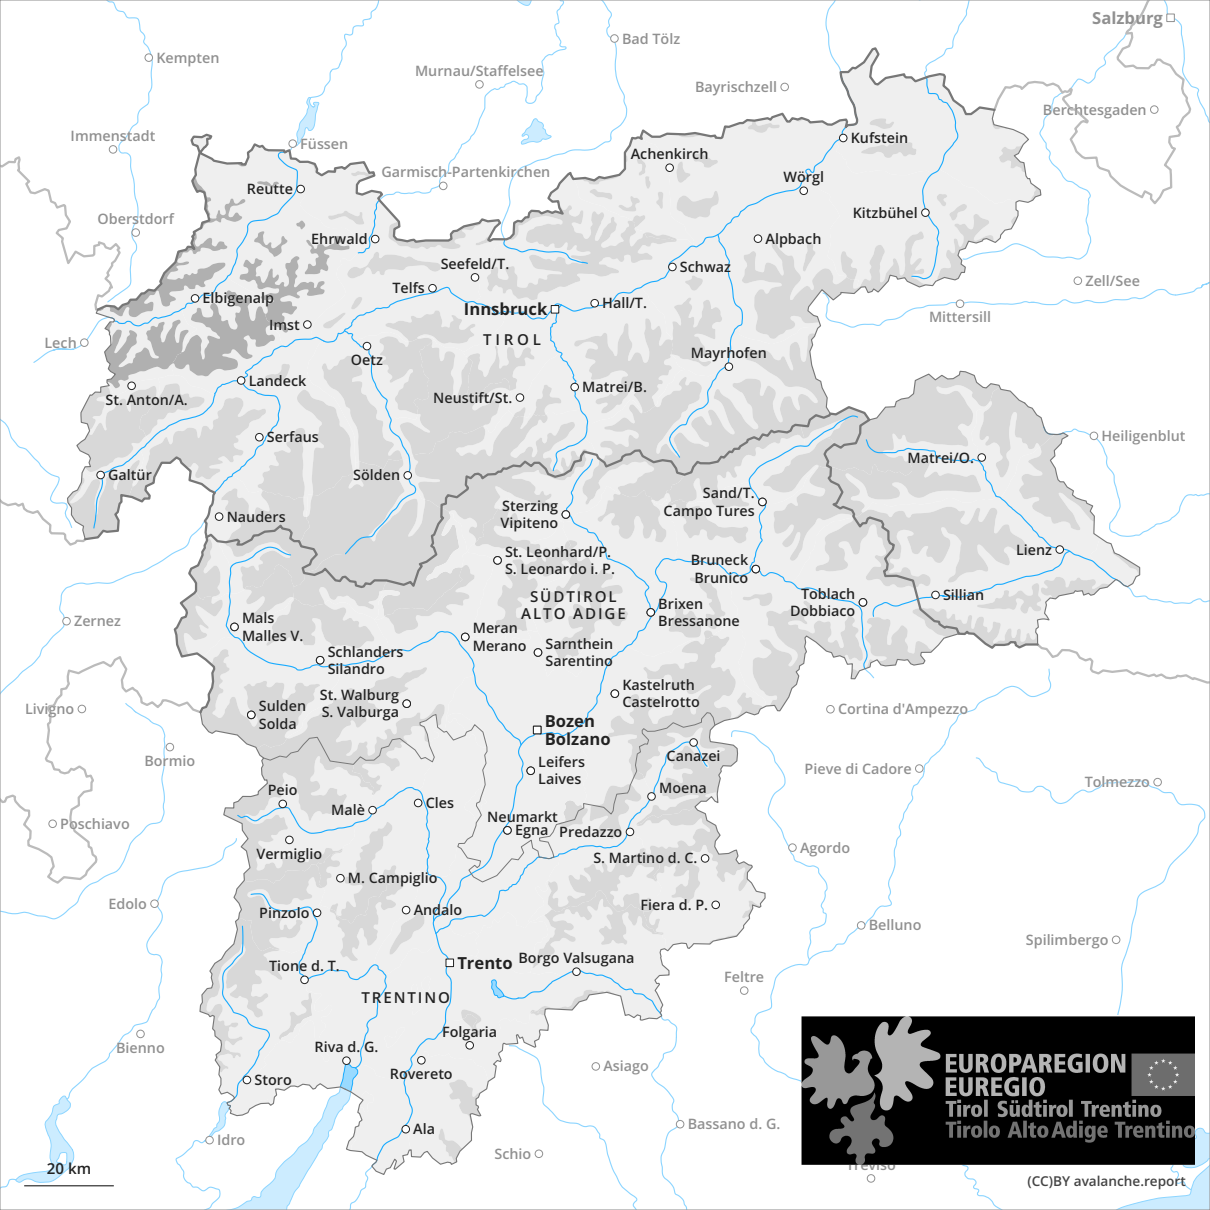 Salzburg
Bad Tölz
Kempten
Murnau/Staffelsee
Bayrischzell
Berchtesgaden
Immenstadt
Füssen
Kufstein
Achenkirch
Garmisch-Partenkirchen
Wörgl
Reutte
Oberstdorf
Kitzbühel
Ehrwald
Alpbach
Seefeld/T.
Schwaz
Zell/See
Telfs
Elbigenalp
Innsbruck
Hall/T.
Mittersill
Imst
TIROL
Lech
Oetz
Mayrhofen
Landeck
Matrei/B.
St. Anton/A.
Neustift/St.
Serfaus
Heiligenblut
Matrei/O.
Galtür
Sölden
Sand/T.
Campo Tures
Sterzing
Vipiteno
Nauders
Lienz
St. Leonhard/P.
S. Leonardo i. P.
Bruneck
Brunico
SÜDTIROL
ALTO ADIGE
Toblach
Dobbiaco
Sillian
Brixen
Bressanone
Zernez
Mals
Malles V.
Meran
Merano
Sarnthein
Sarentino
Schlanders
Silandro
Kastelruth
Castelrotto
St. Walburg
S. Valburga
Livigno
Sulden
Solda
Cortina d'Ampezzo
Bozen
Bolzano
Bormio
Canazei
Leifers
Laives
Pieve di Cadore
Tolmezzo
Peio
Moena
Malè
Cles
Neumarkt
Egna
Predazzo
Poschiavo
Vermiglio
Agordo
S. Martino d. C.
M. Campiglio
Edolo
Pinzolo
Andalo
Fiera d. P.
Belluno
Spilimbergo
Trento
Borgo Valsugana
Tione d. T.
Feltre
TRENTINO
Folgaria
Bienno
Riva d. G.
Asiago
Storo
Rovereto
EUROPAREGION
EUREGIO
Tirol Südtirol Trentino
Tirolo Alto Adige Trentino
Ala
Bassano d. G.
Idro
Schio
Treviso
20 km
(CC)BY avalanche.report